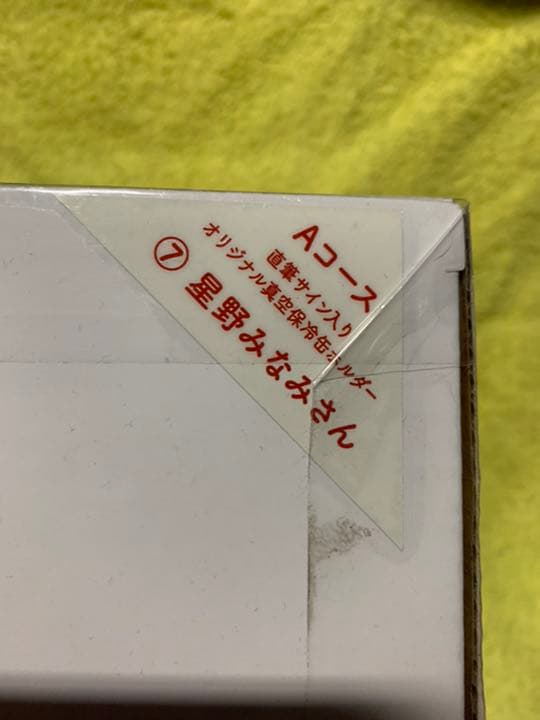 Aコース
直筆サイン入り
オリジナル真空保冷缶ホルダー
⑦ 星野みなみさん